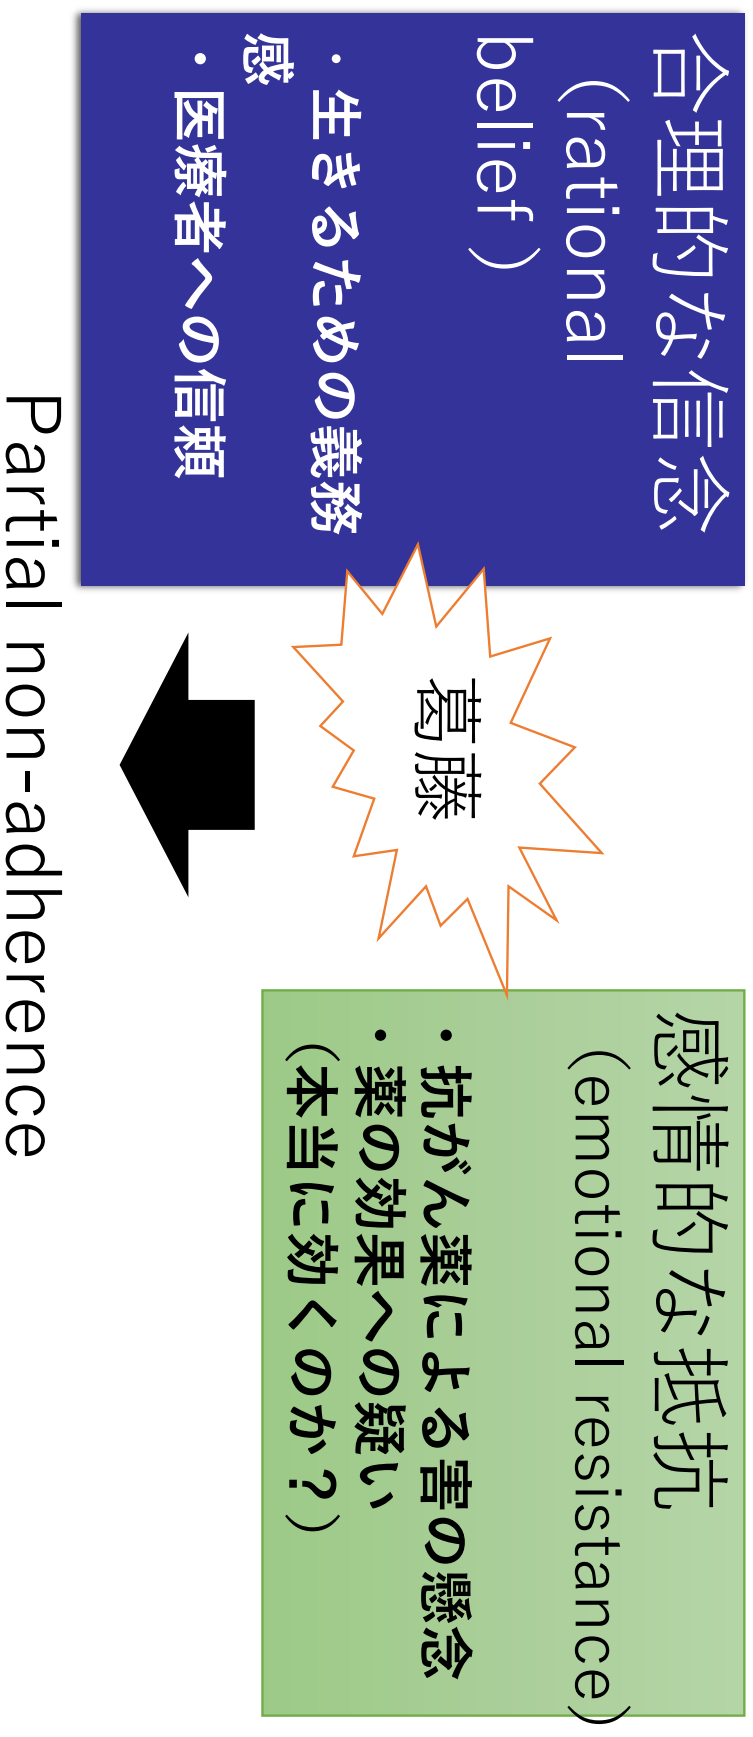 合理的な信念
（rational
belief ）
・生きるための義務
感
・医療者への信頼
葛藤
感情的な抵抗
（emotional resistance）
・抗がん薬による害の懸念
・薬の効果への疑い
（本当に効くのか？）
Partial non-adherence